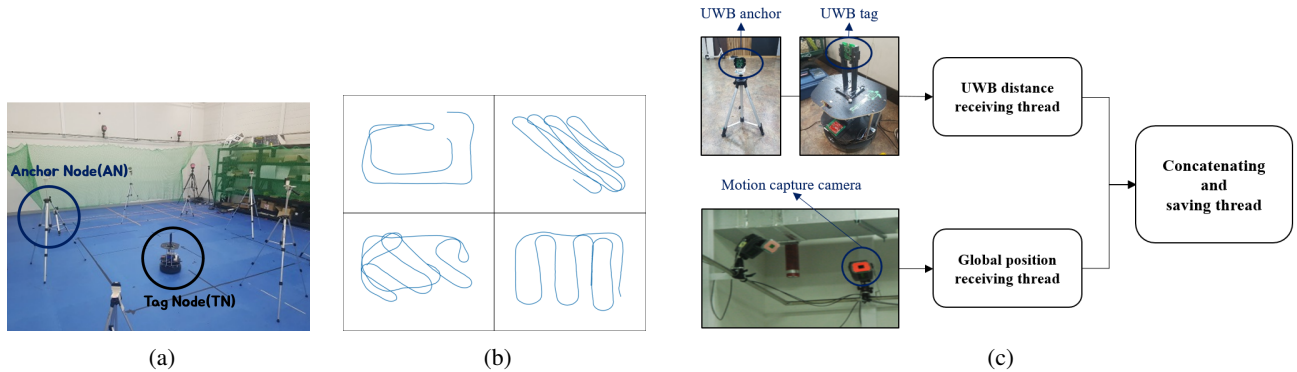 Anchor Node(AN)
Tag Node(TN)
(a)
(b)
UWB anchor
UWB tag
UWB distance
receiving thread
Motion capture camera
Global position
receiving thread
Concatenating
and
saving thread
(c)